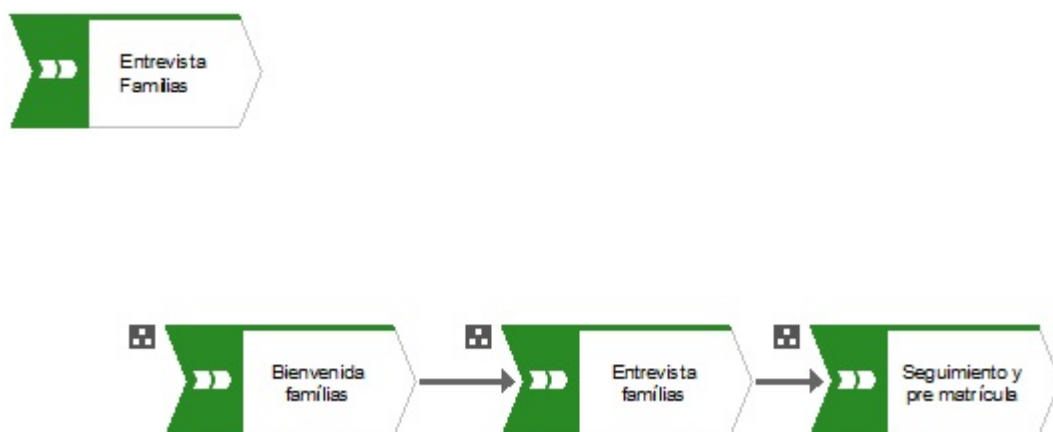 Entrevista
Familias
Bienvenida
famílias
Entrevista
famílias
Seguimiento y
pre matrícula